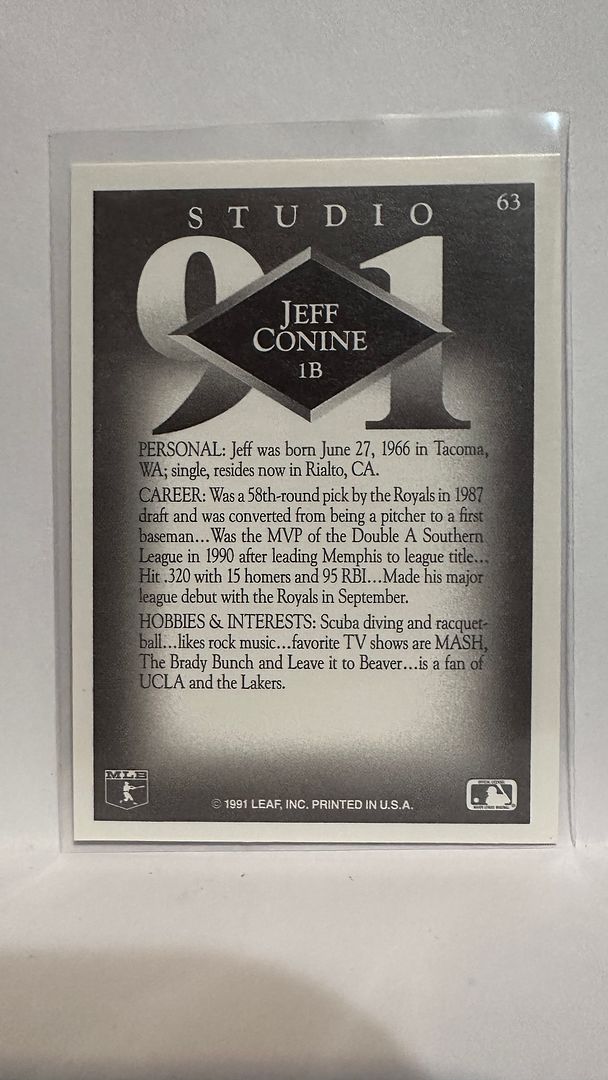 63
STUDIO
91
JEFF
CONINE
1B
PERSONAL: Jeff was born June 27, 1966 in Tacoma,
WA; single, resides now in Rialto, CA.
CAREER: Was a 58th-round pick by the Royals in 1987
draft and was converted from being a pitcher to a first
baseman...Was the MVP of the Double A Southern
League in 1990 after leading Memphis to league title...
Hit .320 with 15 homers and 95 RBI...Made his major
league debut with the Royals in September.
HOBBIES & INTERESTS: Scuba diving and racquet-
ball...likes rock music...favorite TV shows are MASH,
The Brady Bunch and Leave it to Beaver...is a fan of
UCLA and the Lakers.
MLB
© 1991 LEAF, INC. PRINTED IN U.S.A.